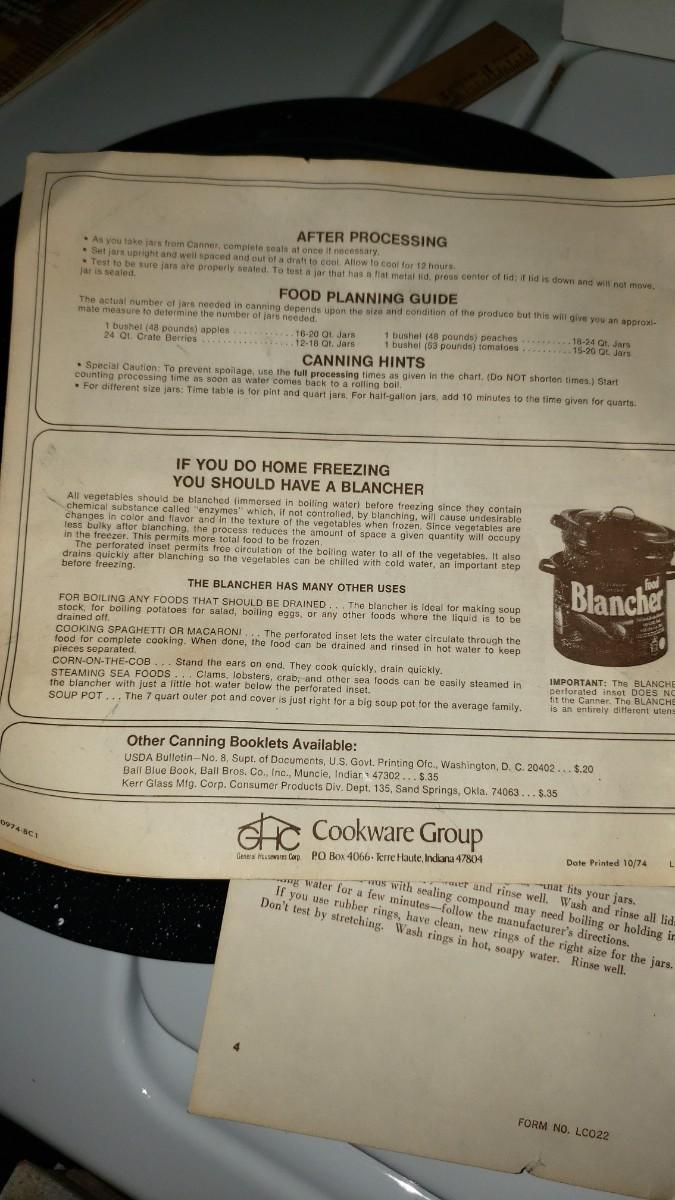 AFTER PROCESSING
• As you take jars from Canner, complete seals at once if necessary.
• Set jars upright and well spaced and out of a draft to cool. Allow to cool for 12 hours.
• Test to be sure jars are properly sealed. To test a jar that has a flat metal lid, press center of lid; if lid is down and will not move,
jar is sealed.
FOOD PLANNING GUIDE
The actual number of jars needed in canning depends upon the size and condition of the produce but this will give you an approxi-
mate measure to determine the number of jars needed.
1 bushel (48 pounds) apples ........... 16-20 Qt. Jars
24 Qt. Crate Berries ................. 12-18 Qt. Jars
1 bushel (48 pounds) peaches .......... 18-24 Qt. Jars
1 bushel (53 pounds) tomatoes .......... 15-20 Qt. Jars
CANNING HINTS
• Special Caution: To prevent spoilage, use the full processing times as given in the chart. (Do NOT shorten times.) Start
counting processing time as soon as water comes back to a rolling boil.
• For different size jars: Time table is for pint and quart jars. For half-gallon jars, add 10 minutes to the time given for quarts.
IF YOU DO HOME FREEZING
YOU SHOULD HAVE A BLANCHER
All vegetables should be blanched (immersed in boiling water) before freezing since they contain
chemical substance called "enzymes" which, if not controlled, by blanching, will cause undesirable
changes in color and flavor and in the texture of the vegetables when frozen. Since vegetables are
less bulky after blanching, the process reduces the amount of space a given quantity will occupy
in the freezer. This permits more total food to be frozen.
The perforated inset permits free circulation of the boiling water to all of the vegetables. It also
drains quickly after blanching so the vegetables can be chilled with cold water, an important step
before freezing.
THE BLANCHER HAS MANY OTHER USES
FOR BOILING ANY FOODS THAT SHOULD BE DRAINED . . . The blancher is ideal for making soup
stock, for boiling potatoes for salad, boiling eggs, or any other foods where the liquid is to be
drained off.
COOKING SPAGHETTI OR MACARONI . . . The perforated inset lets the water circulate through the
food for complete cooking. When done, the food can be drained and rinsed in hot water to keep
pieces separated.
CORN-ON-THE-COB . . . Stand the ears on end. They cook quickly, drain quickly.
STEAMING SEA FOODS . . . Clams, lobsters, crab, and other sea foods can be easily steamed in
the blancher with just a little hot water below the perforated inset.
SOUP POT . . . The 7 quart outer pot and cover is just right for a big soup pot for the average family.
food
Blancher
IMPORTANT: The BLANCHE
perforated inset DOES NO
fit the Canner. The BLANCHE
is an entirely different utens
Other Canning Booklets Available:
USDA Bulletin—No. 8, Supt. of Documents, U.S. Govt. Printing Ofc., Washington, D. C. 20402 . . . $.20
Ball Blue Book, Ball Bros. Co., Inc., Muncie, Indiana 47302 . . . $.35
Kerr Glass Mfg. Corp. Consumer Products Div. Dept. 135, Sand Springs, Okla. 74063 . . . $.35
0974-BC1
GHC
General Housewares Corp.
Cookware Group
P.O. Box 4066 · Terre Haute, Indiana 47804
Date Printed 10/74
L
that fits your jars.
water and rinse well. Wash and rinse all lid
with sealing compound may need boiling or holding in
water for a few minutes—follow the manufacturer's directions.
If you use rubber rings, have clean, new rings of the right size for the jars.
Don't test by stretching. Wash rings in hot, soapy water. Rinse well.
4
FORM NO. LC022